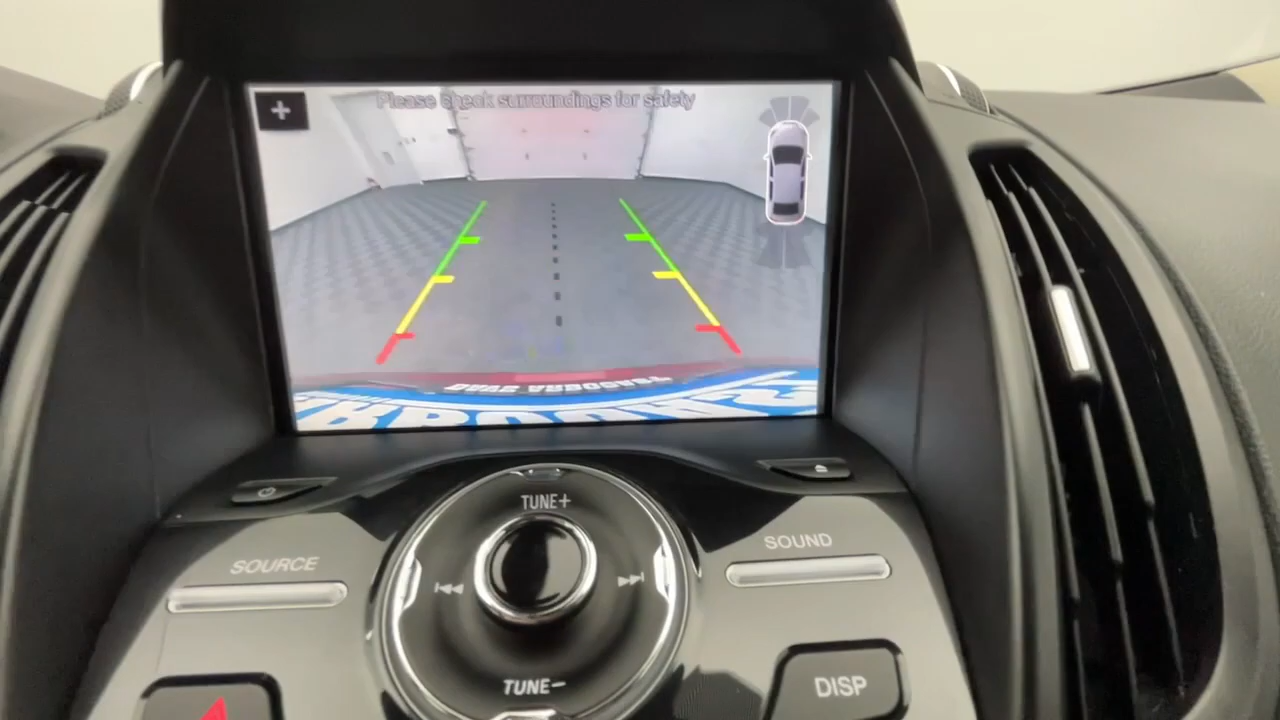 +
Please check surroundings for safety
TUNE+
SOURCE
SOUND
TUNE−
DISP